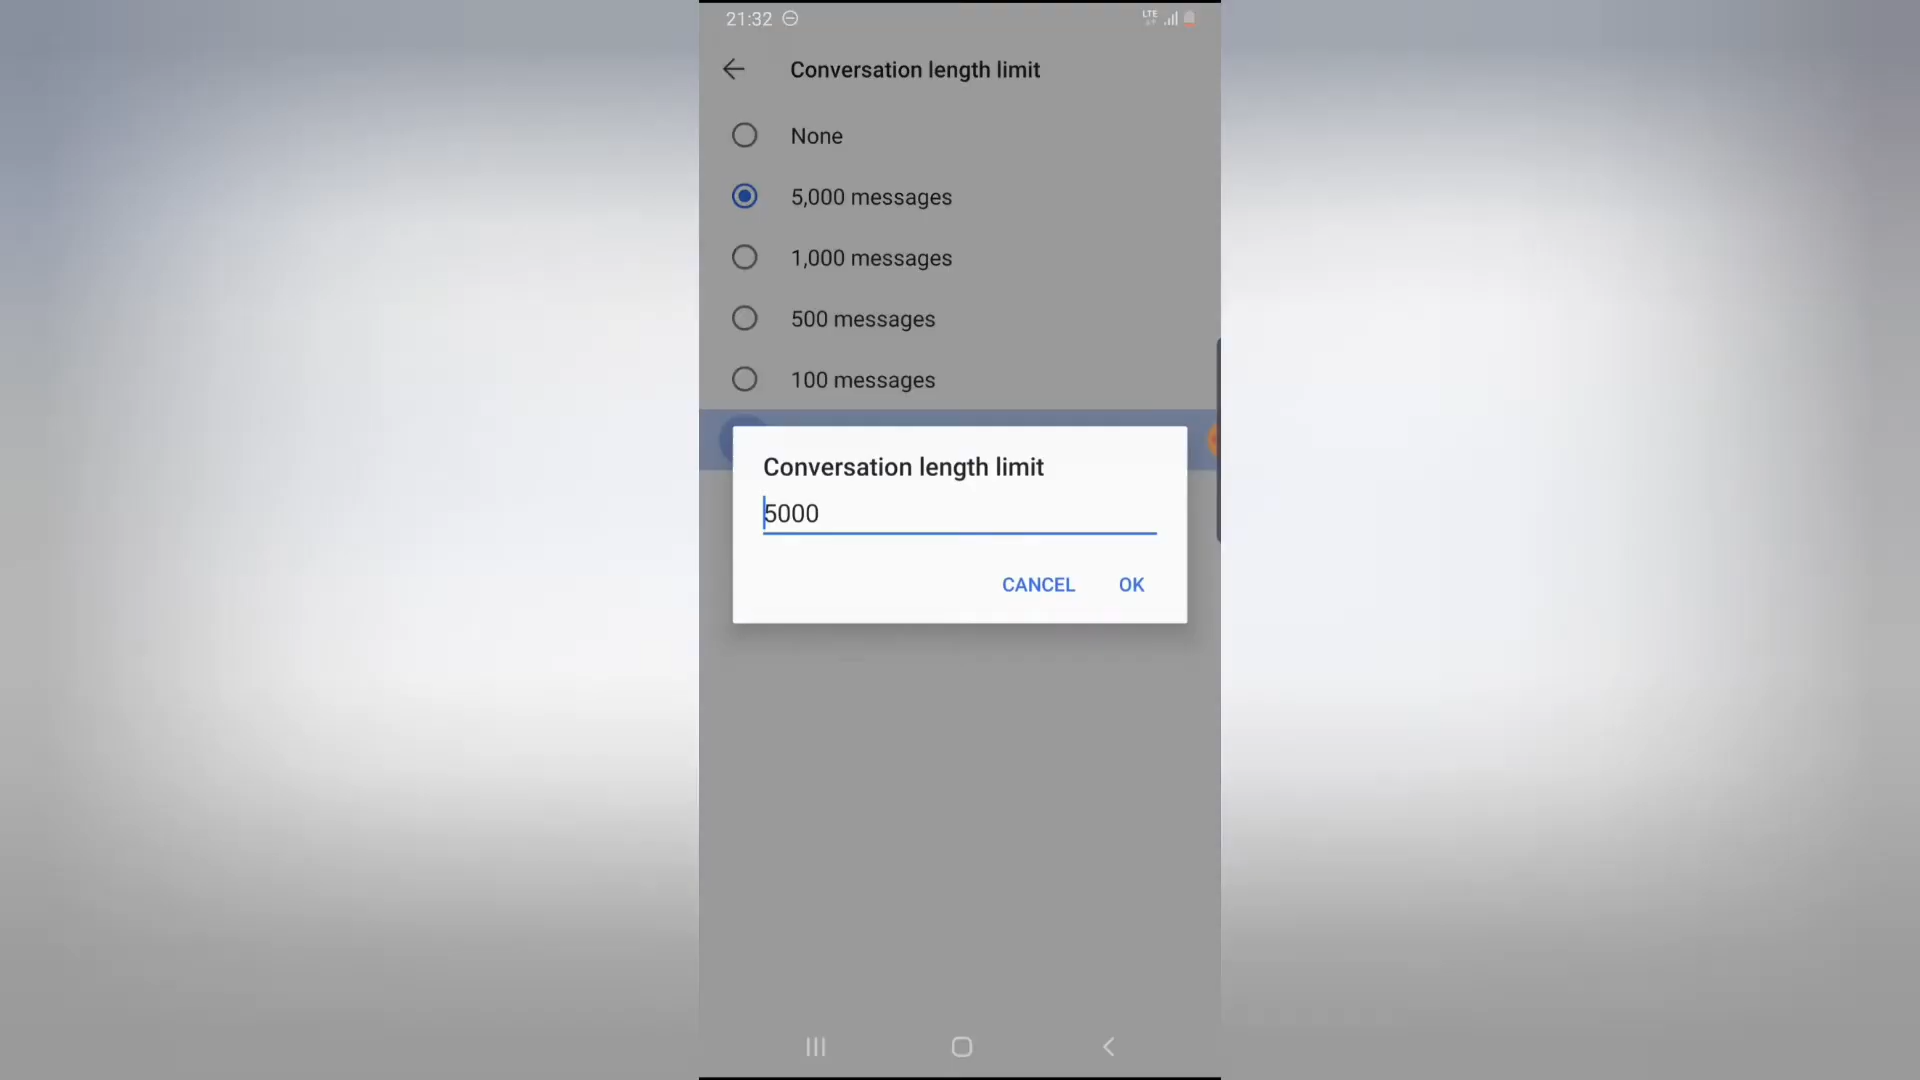 21:32
LTE
Conversation length limit
None
5,000 messages
1,000 messages
500 messages
100 messages
Conversation length limit
5000
CANCEL OK